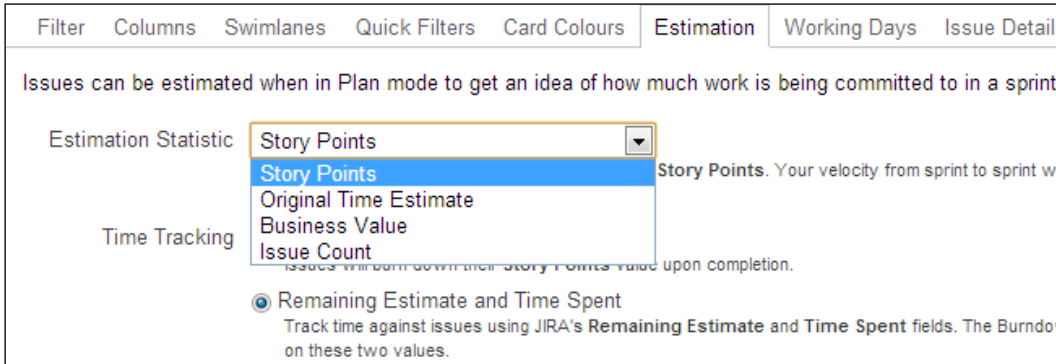 Filter Columns Swimlanes Quick Filters Card Colours Estimation Working Days Issue Detail
Issues can be estimated when in Plan mode to get an idea of how much work is being committed to in a sprint
Estimation Statistic Story Points
Story Points Story Points. Your velocity from sprint to sprint w
Original Time Estimate
Business Value
Time Tracking
Issue Count
Issues will burn down their Story Points value upon completion.
Remaining Estimate and Time Spent
Track time against issues using JIRA's Remaining Estimate and Time Spent fields. The Burndo
on these two values.